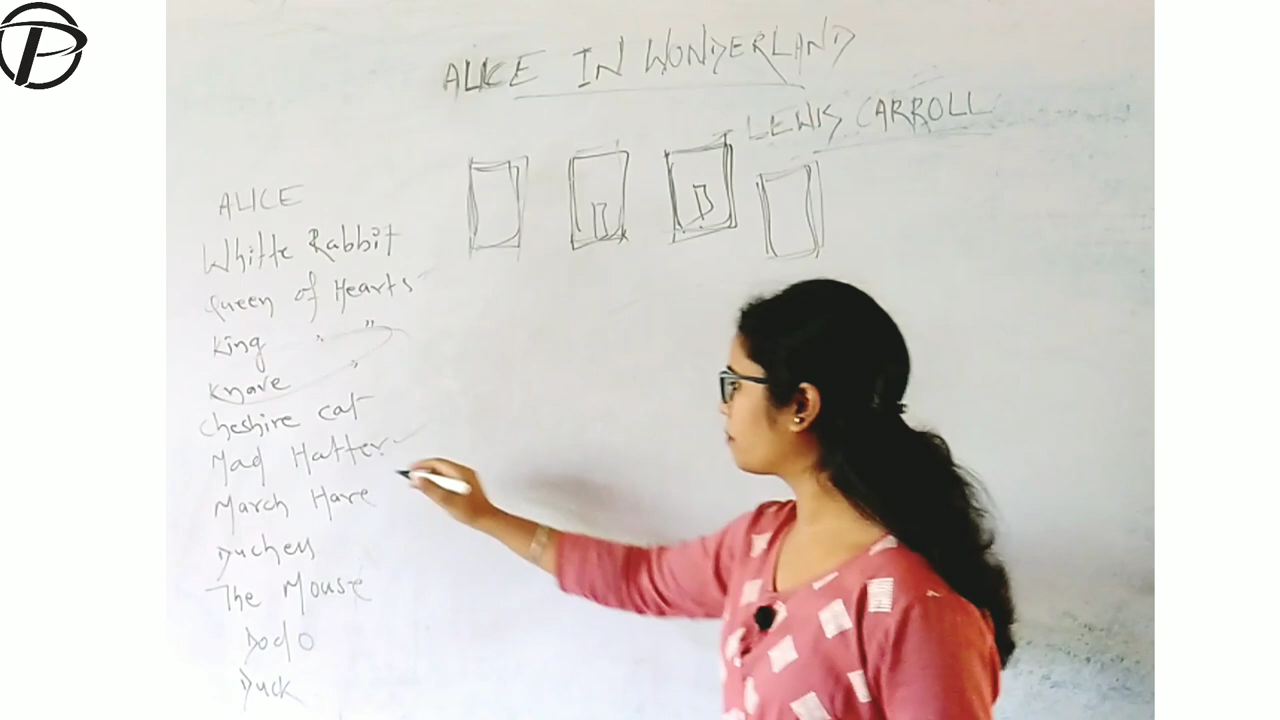 P
ALICE IN WONDERLAND
LEWIS CARROLL
ALICE
Whitte Rabbit
Queen of Hearts
King " "
Knave "
Cheshire cat
Mad Hatter
March Hare
Duchess
The Mouse
Dodo
Duck